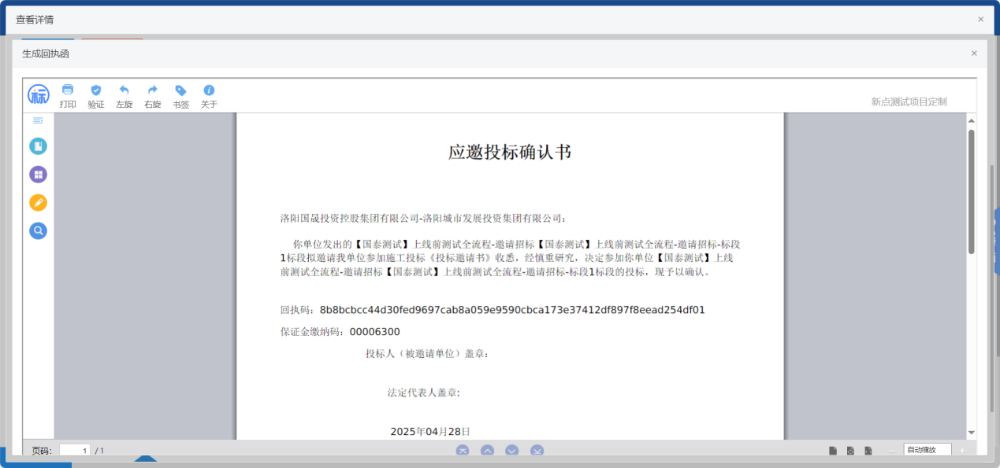 查看详情
×
生成回执函
×
标
打印 验证 左旋 右旋 书签 关于
新点测试项目定制
应邀投标确认书
洛阳国晟投资控股集团有限公司-洛阳城市发展投资集团有限公司：
你单位发出的【国泰测试】上线前测试全流程-邀请招标【国泰测试】上线前测试全流程-邀请招标-标段
1标段拟邀请我单位参加施工投标《投标邀请书》收悉，经慎重研究，决定参加你单位【国泰测试】上线
前测试全流程-邀请招标【国泰测试】上线前测试全流程-邀请招标-标段1标段的投标，现予以确认。
回执码：8b8bcbcc44d30fed9697cab8a059e9590cbca173e37412df897f8eead254df01
保证金缴纳码：00006300
投标人（被邀请单位）盖章：
法定代表人盖章:
2025年04月28日
页码: 1 / 1
自动缩放